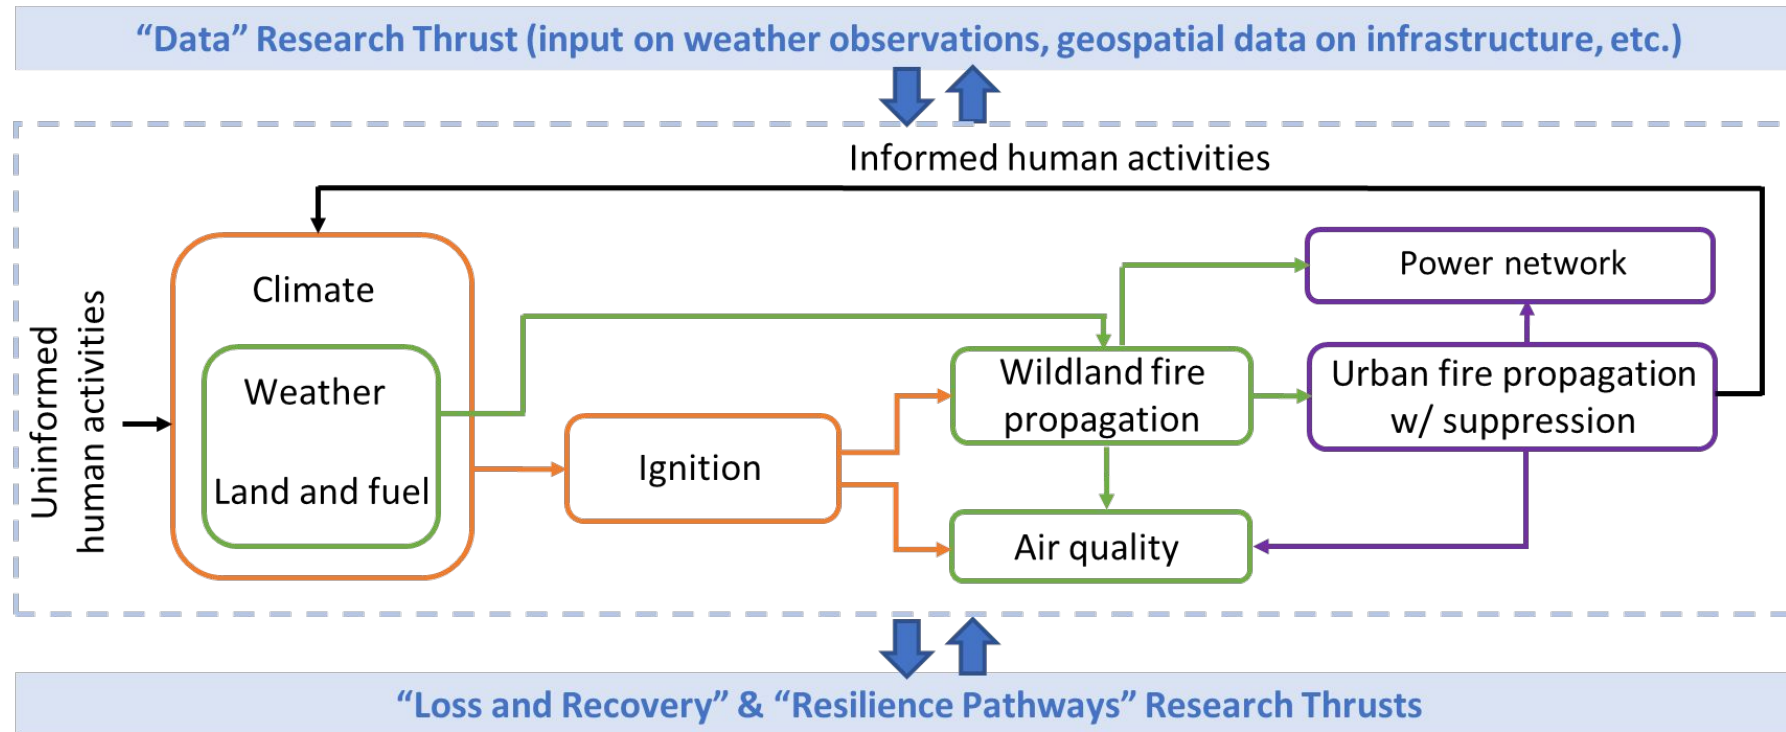 “Data” Research Thrust (input on weather observations, geospatial data on infrastructure, etc.)
Informed human activities
Uninformed
human activities
Climate
Weather
Land and fuel
Ignition
Wildland fire
propagation
Air quality
Power network
Urban fire propagation
w/ suppression
“Loss and Recovery” & “Resilience Pathways” Research Thrusts